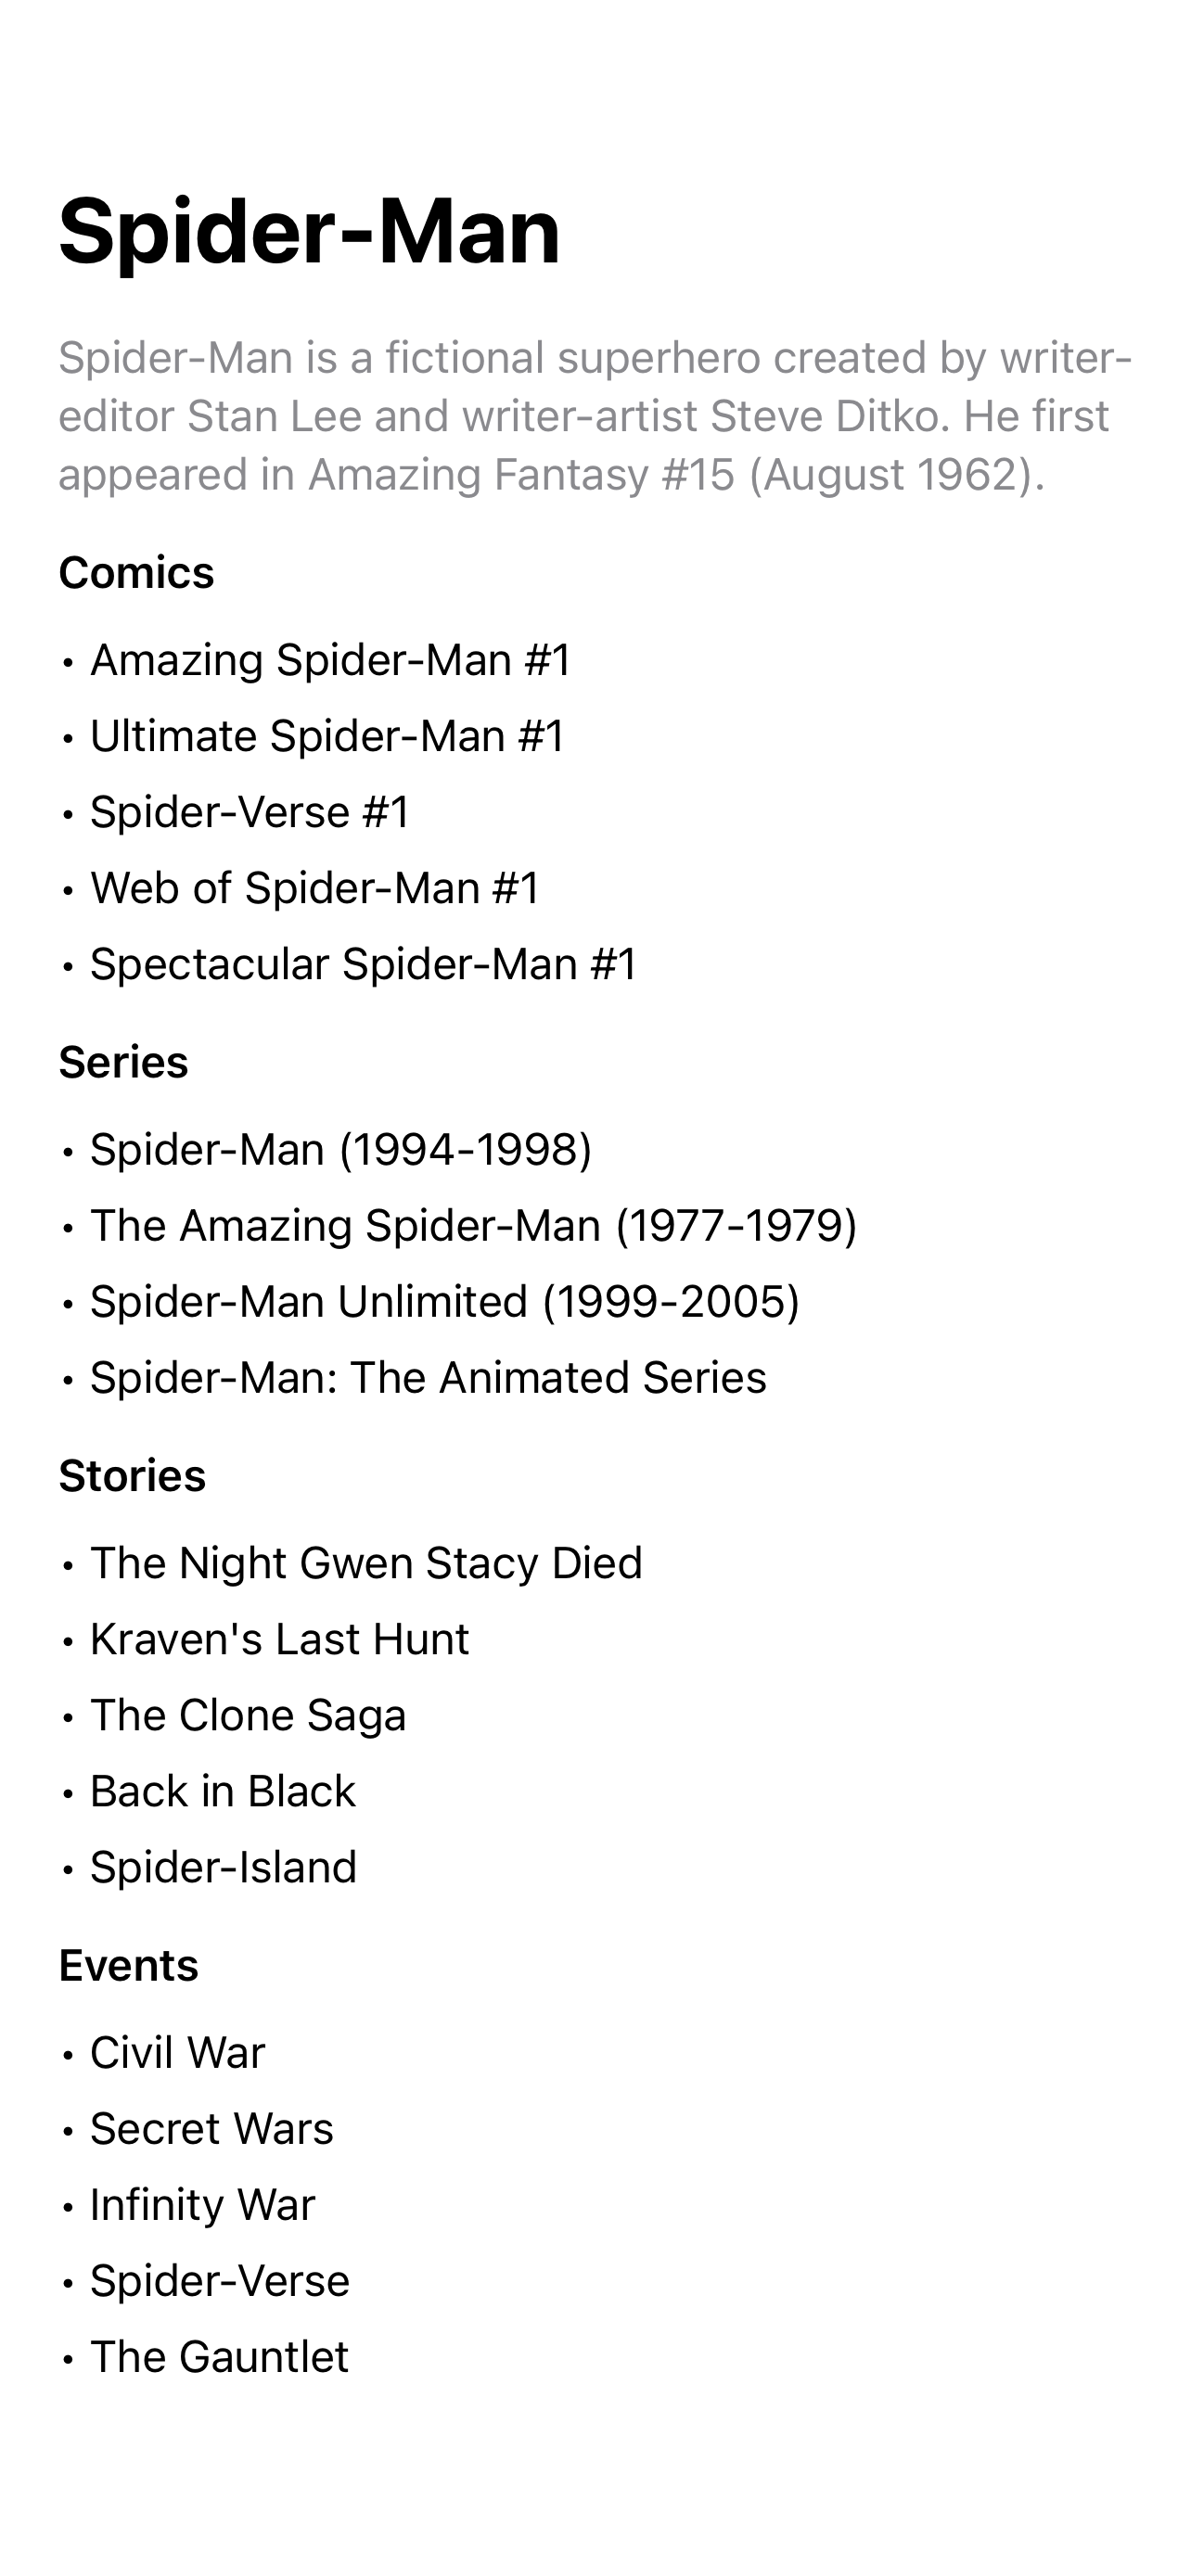 Spider-Man
Spider-Man is a fictional superhero created by writer-
editor Stan Lee and writer-artist Steve Ditko. He first
appeared in Amazing Fantasy #15 (August 1962).
Comics
• Amazing Spider-Man #1
• Ultimate Spider-Man #1
• Spider-Verse #1
• Web of Spider-Man #1
• Spectacular Spider-Man #1
Series
• Spider-Man (1994-1998)
• The Amazing Spider-Man (1977-1979)
• Spider-Man Unlimited (1999-2005)
• Spider-Man: The Animated Series
Stories
• The Night Gwen Stacy Died
• Kraven's Last Hunt
• The Clone Saga
• Back in Black
• Spider-Island
Events
• Civil War
• Secret Wars
• Infinity War
• Spider-Verse
• The Gauntlet